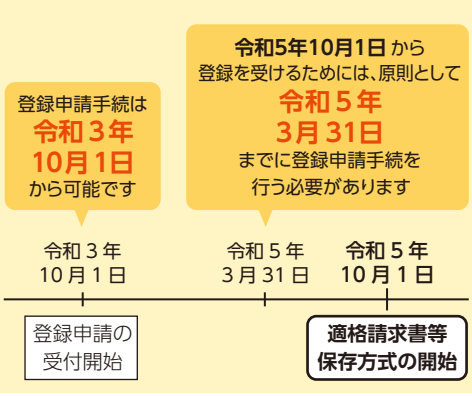 登録申請手続は
令和３年
10月1日
から可能です
令和5年10月1日から
登録を受けるためには、原則として
令和５年
3月31日
までに登録申請手続を
行う必要があります
令和３年
10月1日
令和５年
3月31日
令和５年
10月1日
登録申請の
受付開始
適格請求書等
保存方式の開始